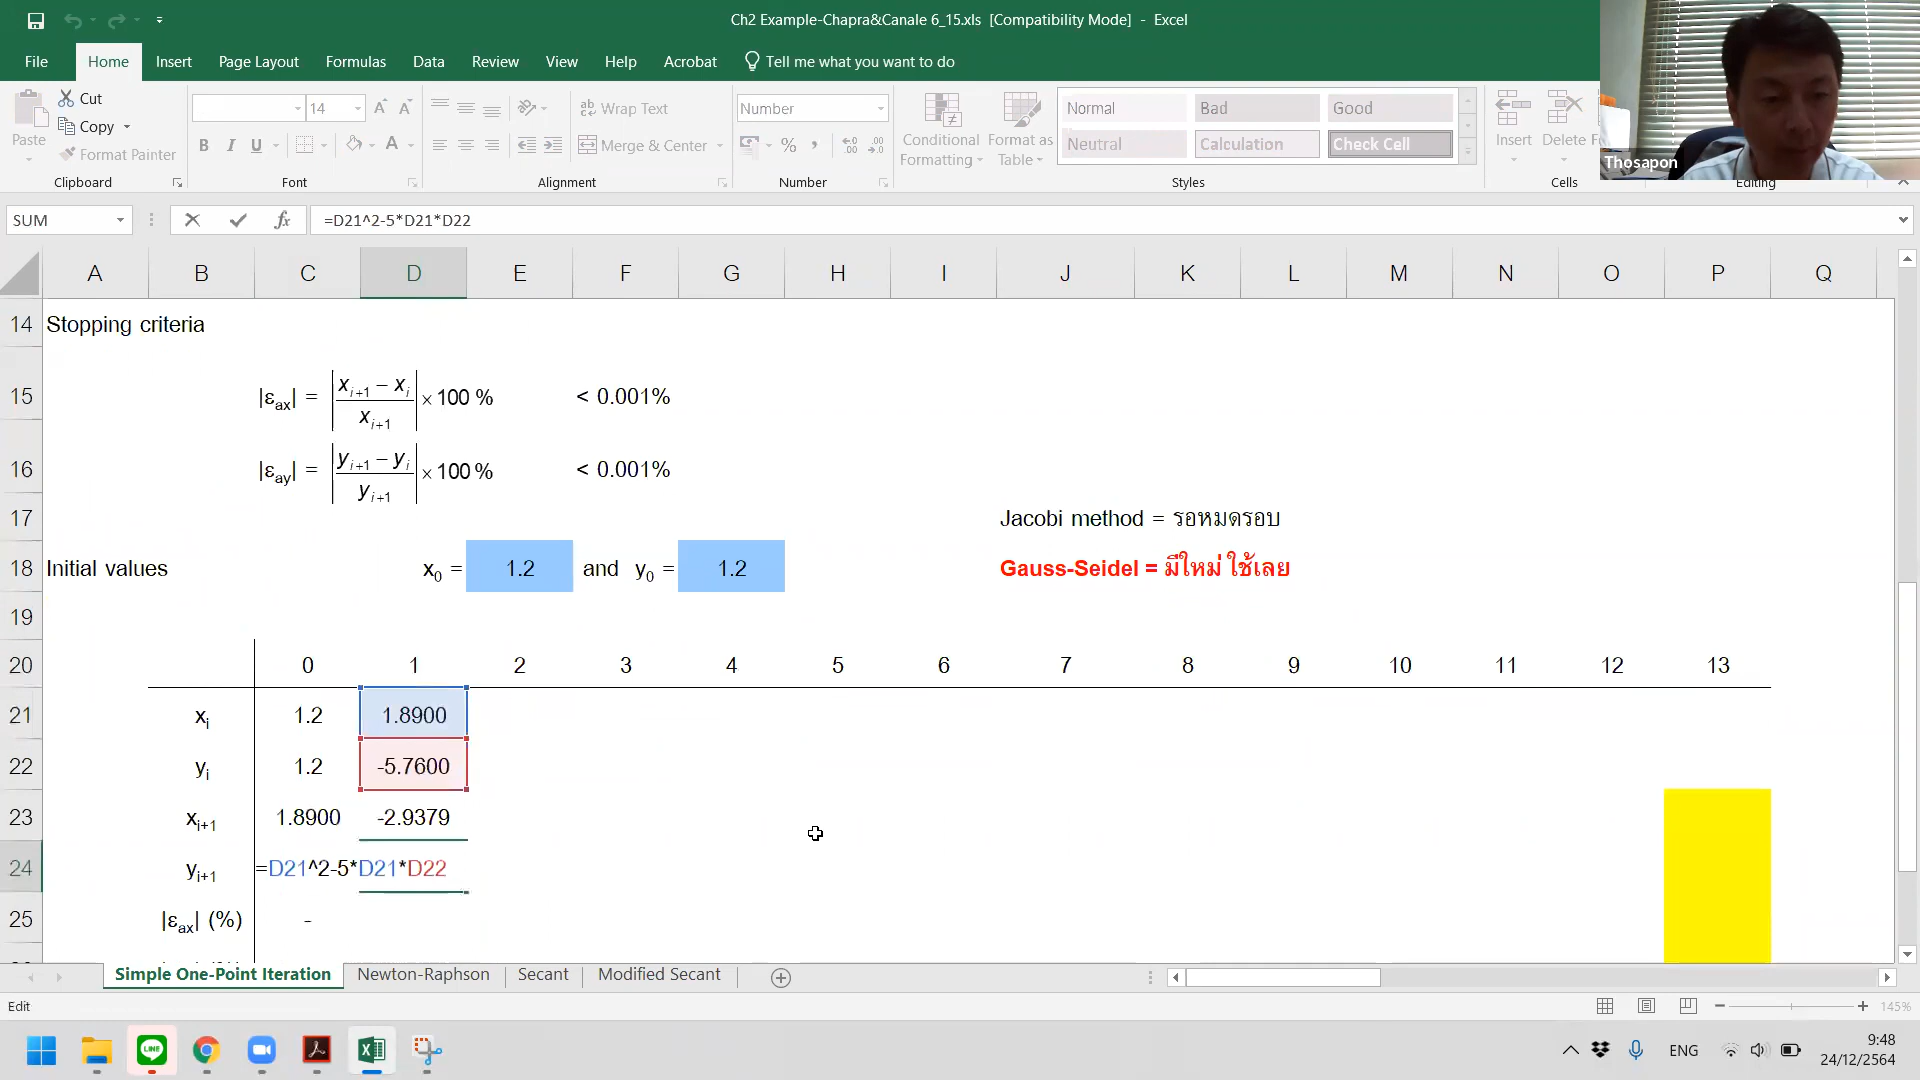 Ch2 Example-Chapra&Canale 6_15.xls [Compatibility Mode] - Excel
File Home Insert Page Layout Formulas Data Review View Help Acrobat Tell me what you want to do
Cut
Copy
Format Painter
Paste
Clipboard
14
B I U
Font
Wrap Text
Merge & Center
Alignment
Number
%
Number
Conditional Formatting
Format as Table
Normal Bad Good
Neutral Calculation Check Cell
Styles
Insert Delete
Cells
Editing
Thosapon
SUM
fx
=D21^2-5*D21*D22
A B C D E F G H I J K L M N O P Q
14 Stopping criteria
15 |εax| = |xi+1 − xi / xi+1| × 100 % < 0.001%
16 |εay| = |yi+1 − yi / yi+1| × 100 % < 0.001%
17 Jacobi method = รอหมดรอบ
18 Initial values x0 = 1.2 and y0 = 1.2 Gauss-Seidel = มีใหม่ ใช้เลย
19
20 0 1 2 3 4 5 6 7 8 9 10 11 12 13
21 xi 1.2 1.8900
22 yi 1.2 -5.7600
23 xi+1 1.8900 -2.9379
24 yi+1 =D21^2-5*D21*D22
25 |εax| (%) -
Simple One-Point Iteration Newton-Raphson Secant Modified Secant
Edit
145%
LINE
ENG
9:48
24/12/2564